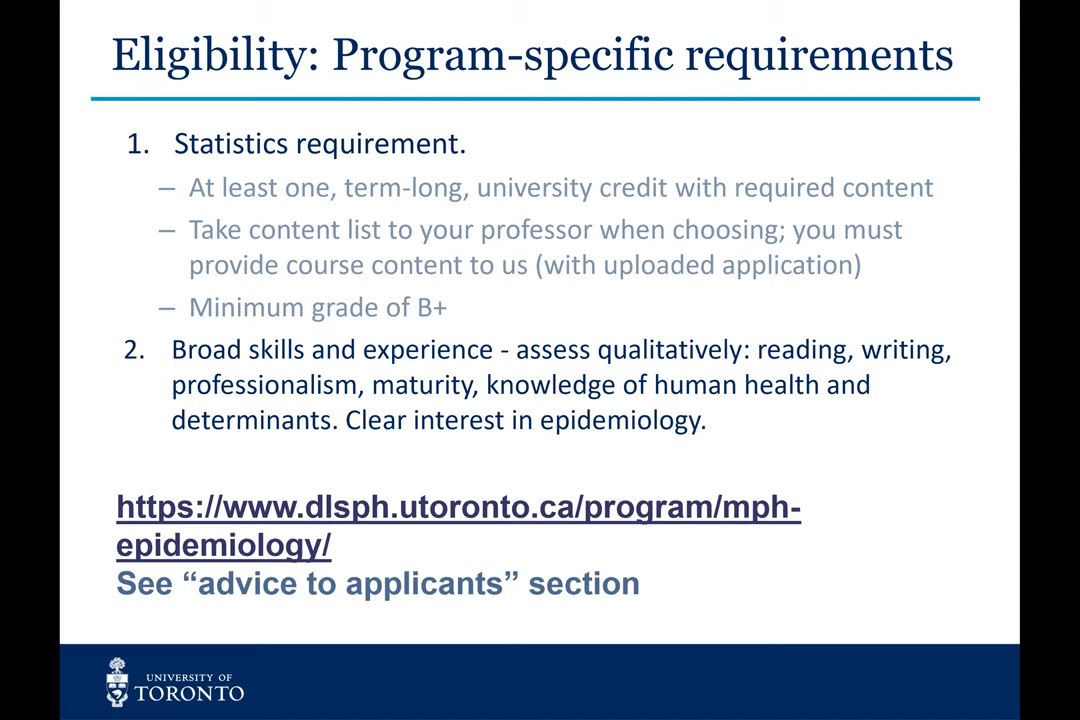 Eligibility: Program-specific requirements
1. Statistics requirement.
– At least one, term-long, university credit with required content
– Take content list to your professor when choosing; you must
provide course content to us (with uploaded application)
– Minimum grade of B+
2. Broad skills and experience - assess qualitatively: reading, writing,
professionalism, maturity, knowledge of human health and
determinants. Clear interest in epidemiology.
https://www.dlsph.utoronto.ca/program/mph-
epidemiology/
See “advice to applicants” section
UNIVERSITY OF
TORONTO